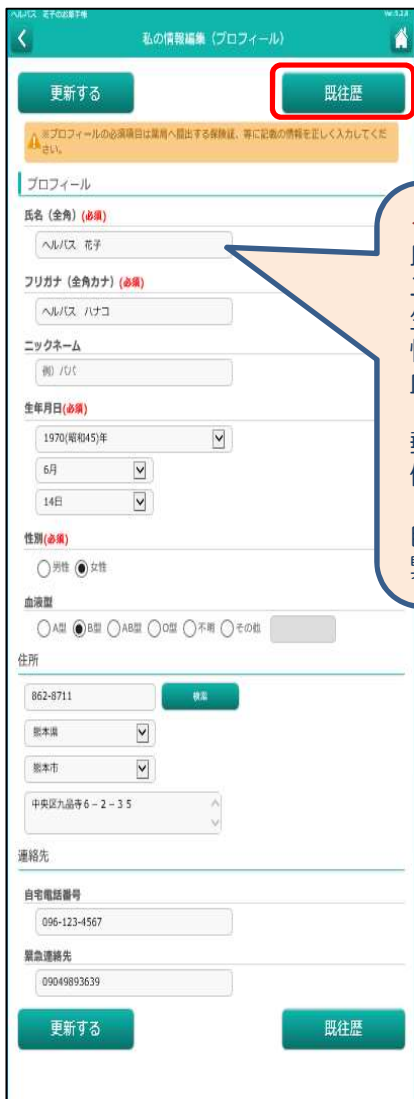 ヘルパス 花子のお薬手帳
Ver:5.2.0
私の情報編集（プロフィール）
更新する
既往歴
※プロフィールの必須項目は薬局へ提出する保険証、等に記載の情報を正しく入力してください。
プロフィール
氏名（全角）(必須)
ヘルパス 花子
フリガナ（全角カナ）(必須)
ヘルパス ハナコ
ニックネーム
例）パパ
生年月日(必須)
1970(昭和45)年
6月
14日
性別(必須)
男性 女性
血液型
A型 B型 AB型 O型 不明 その他
住所
862-8711
検索
熊本県
熊本市
中央区九品寺６－２－３５
連絡先
自宅電話番号
096-123-4567
緊急連絡先
09049893639
更新する
既往歴